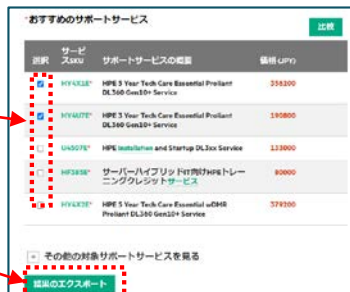 *おすすめのサポートサービス
比較
選択 サービスSKU サポートサービスの概要 価格(JPY)
HPE 5 Year Tech Care Essential Proliant
DL360 Gen10+ Service
358200
HPE 3 Year Tech Care Essential Proliant
DL360 Gen10+ Service
190800
HPE Installation and Startup DL3xx Service
123000
サーバーハイブリッドIT向けHPEトレー
ニングクレジットサービス
80000
HPE 5 Year Tech Care Essential wDMR
Proliant DL360 Gen10+ Service
379200
+ その他の対象サポートサービスを見る
結果のエクスポート